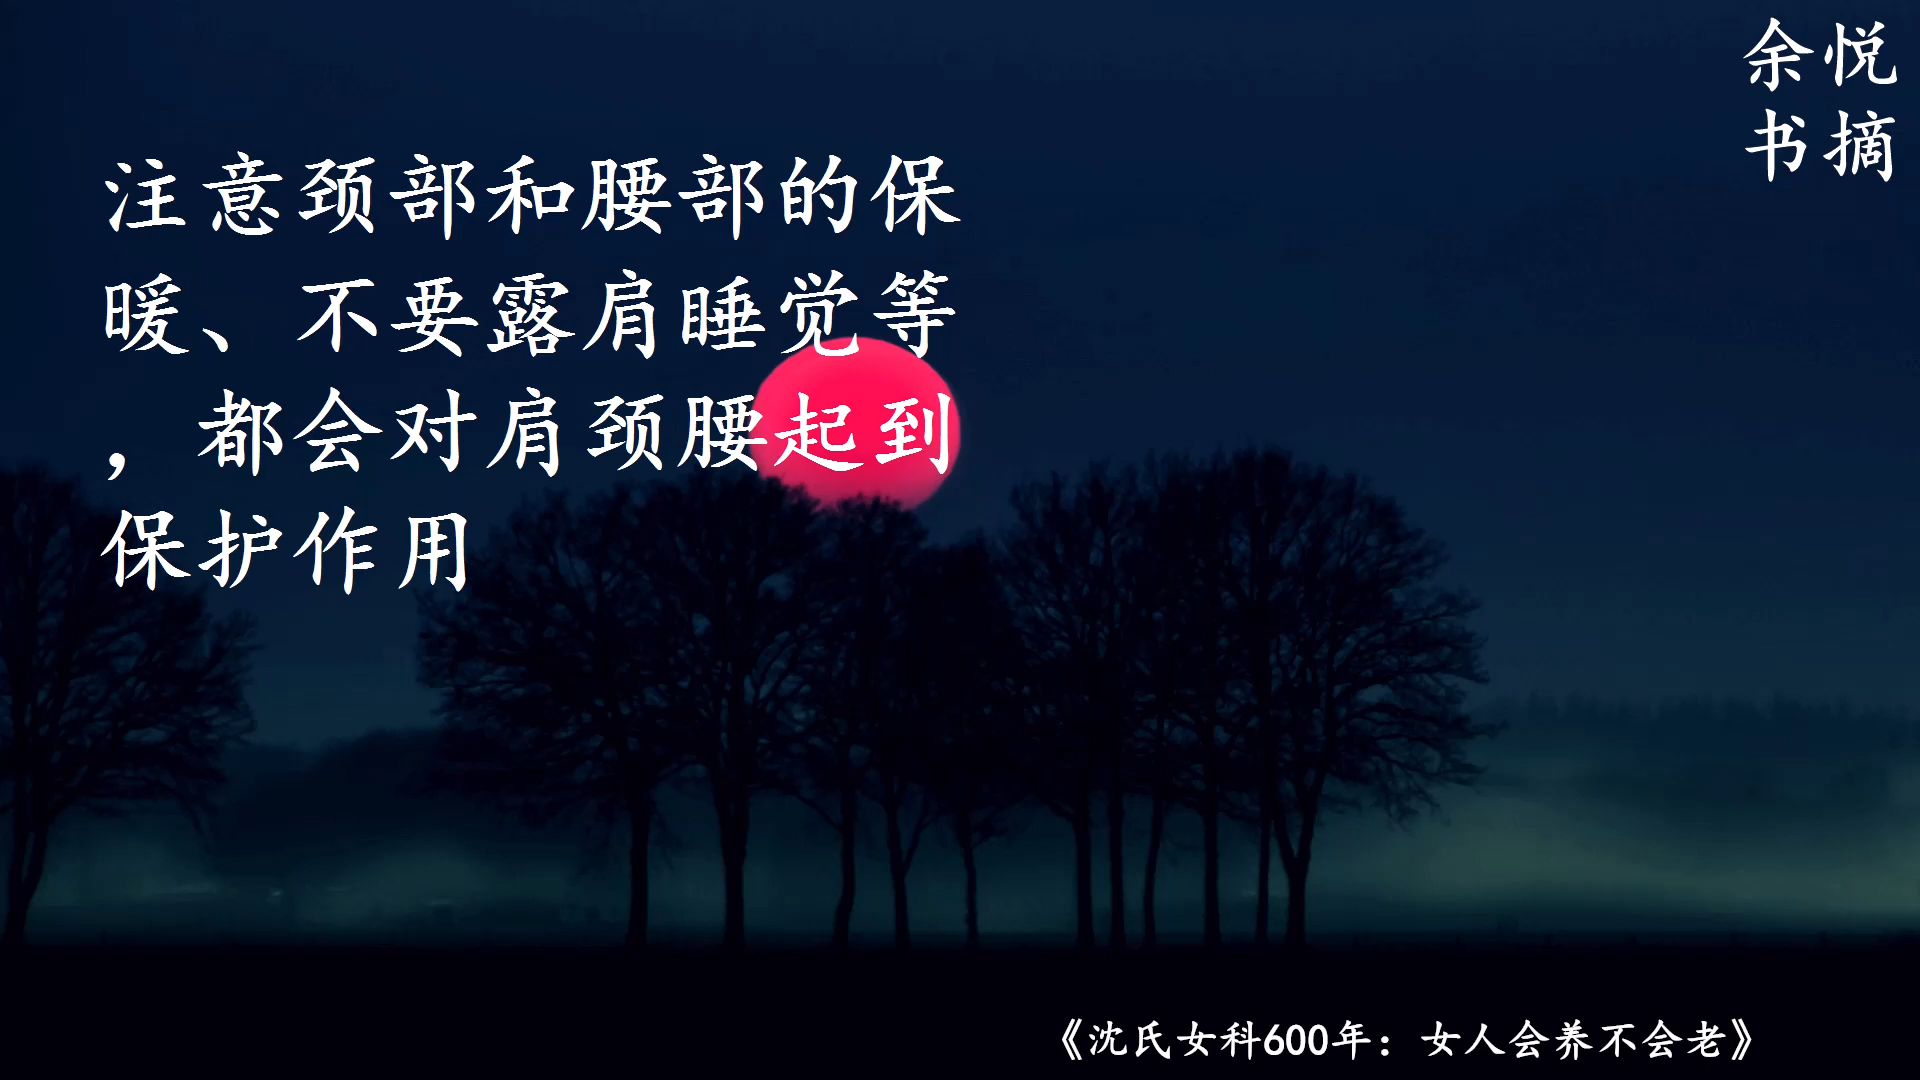 余悦
书摘
注意颈部和腰部的保
暖、不要露肩睡觉等
，都会对肩颈腰起到
保护作用
《沈氏女科600年：女人会养不会老》